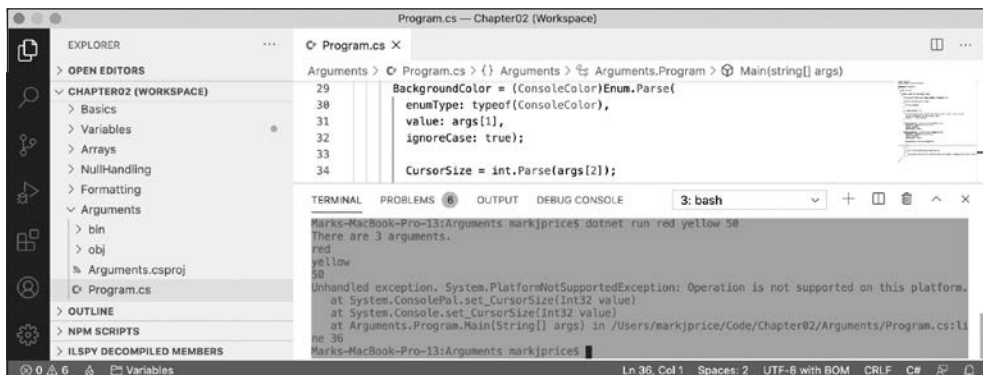 Program.cs — Chapter02 (Workspace)
EXPLORER
OPEN EDITORS
CHAPTER02 (WORKSPACE)
Basics
Variables
Arrays
NullHandling
Formatting
Arguments
bin
obj
Arguments.csproj
Program.cs
OUTLINE
NPM SCRIPTS
ILSPY DECOMPILED MEMBERS
Program.cs
Arguments > Program.cs > {} Arguments > Arguments.Program > Main(string[] args)
29 BackgroundColor = (ConsoleColor)Enum.Parse(
30 enumType: typeof(ConsoleColor),
31 value: args[1],
32 ignoreCase: true);
33
34 CursorSize = int.Parse(args[2]);
TERMINAL PROBLEMS 6 OUTPUT DEBUG CONSOLE 3: bash
Marks-MacBook-Pro-13:Arguments markjprice$ dotnet run red yellow 50
There are 3 arguments.
red
yellow
50
Unhandled exception. System.PlatformNotSupportedException: Operation is not supported on this platform.
at System.ConsolePal.set_CursorSize(Int32 value)
at System.Console.set_CursorSize(Int32 value)
at Arguments.Program.Main(String[] args) in /Users/markjprice/Code/Chapter02/Arguments/Program.cs:li
ne 36
Marks-MacBook-Pro-13:Arguments markjprice$
0 6 Variables Ln 36, Col 1 Spaces: 2 UTF-8 with BOM CRLF C#